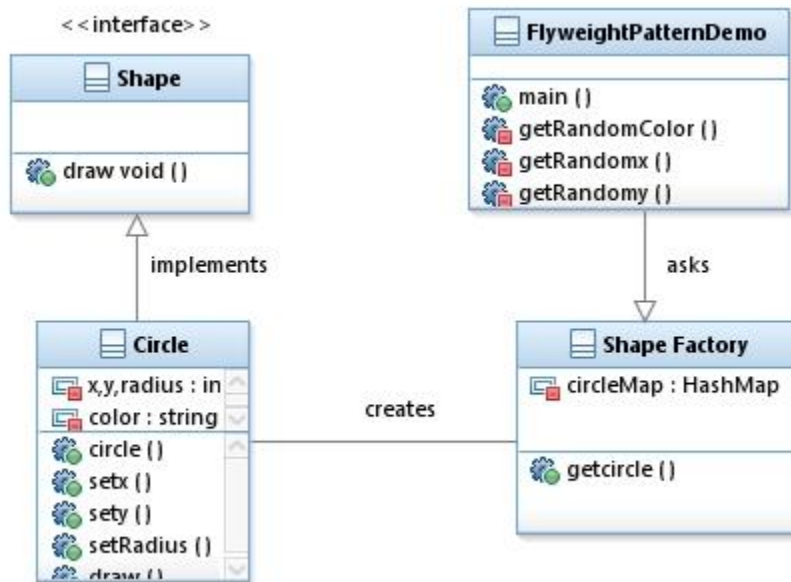 <<interface>>
Shape
draw void ()
FlyweightPatternDemo
main ()
getRandomColor ()
getRandomx ()
getRandomy ()
implements
asks
Circle
x,y,radius : in
color : string
circle ()
setx ()
sety ()
setRadius ()
draw ()
creates
Shape Factory
circleMap : HashMap
getcircle ()